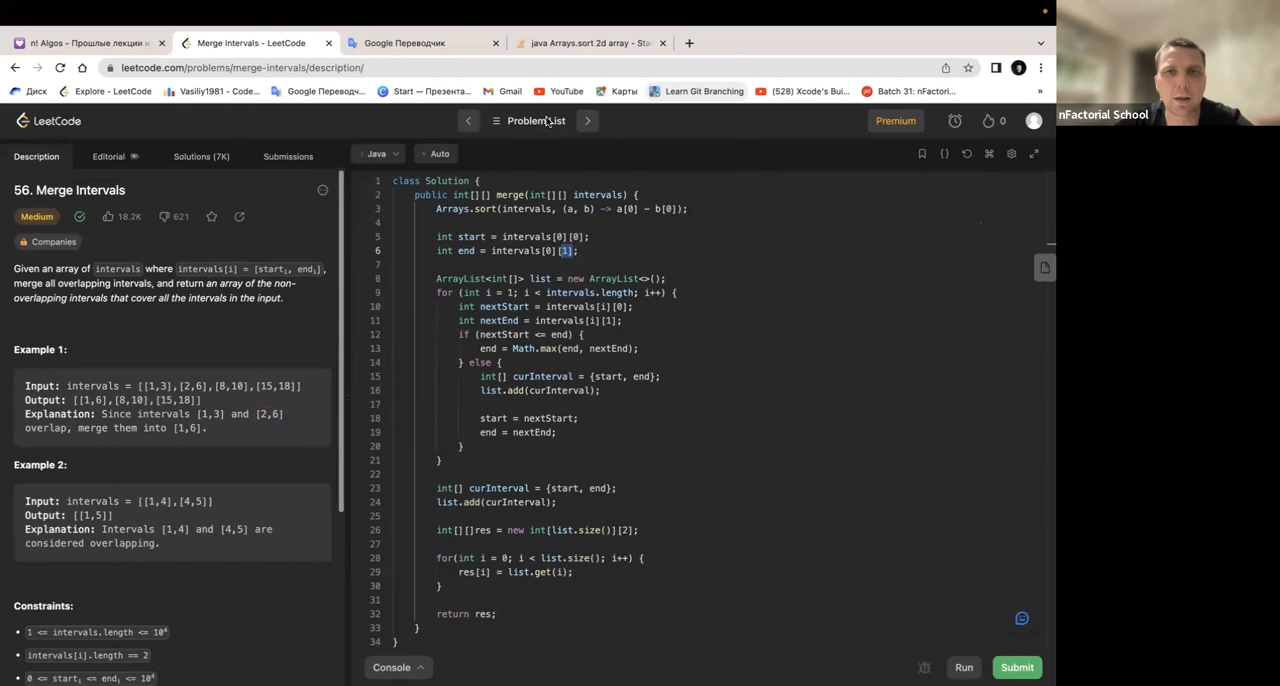 n! Algos - Прошлые лекции и
Merge Intervals - LeetCode
Google Переводчик
java Arrays.sort 2d array - Sta
leetcode.com/problems/merge-intervals/description/
Диск
Explore - LeetCode
Vasiliy1981 - Code...
Google Переводч...
Start — Презента...
Gmail
YouTube
Карты
Learn Git Branching
(528) Xcode's Bui...
Batch 31: nFactori...
»
nFactorial School
LeetCode
Problem List
Premium
0
Description
Editorial
Solutions (7K)
Submissions
Java
Auto
56. Merge Intervals
Medium
18.2K
621
Companies
Given an array of intervals where intervals[i] = [starti, endi],
merge all overlapping intervals, and return an array of the non-
overlapping intervals that cover all the intervals in the input.
Example 1:
Input: intervals = [[1,3],[2,6],[8,10],[15,18]]
Output: [[1,6],[8,10],[15,18]]
Explanation: Since intervals [1,3] and [2,6]
overlap, merge them into [1,6].
Example 2:
Input: intervals = [[1,4],[4,5]]
Output: [[1,5]]
Explanation: Intervals [1,4] and [4,5] are
considered overlapping.
Constraints:
• 1 <= intervals.length <= 10⁴
• intervals[i].length == 2
• 0 <= starti <= endi <= 10⁴
1 class Solution {
2 public int[][] merge(int[][] intervals) {
3 Arrays.sort(intervals, (a, b) -> a[0] - b[0]);
4
5 int start = intervals[0][0];
6 int end = intervals[0][1];
7
8 ArrayList<int[]> list = new ArrayList<>();
9 for (int i = 1; i < intervals.length; i++) {
10 int nextStart = intervals[i][0];
11 int nextEnd = intervals[i][1];
12 if (nextStart <= end) {
13 end = Math.max(end, nextEnd);
14 } else {
15 int[] curInterval = {start, end};
16 list.add(curInterval);
17
18 start = nextStart;
19 end = nextEnd;
20 }
21 }
22
23 int[] curInterval = {start, end};
24 list.add(curInterval);
25
26 int[][]res = new int[list.size()][2];
27
28 for(int i = 0; i < list.size(); i++) {
29 res[i] = list.get(i);
30 }
31
32 return res;
33 }
34 }
Console
Run
Submit